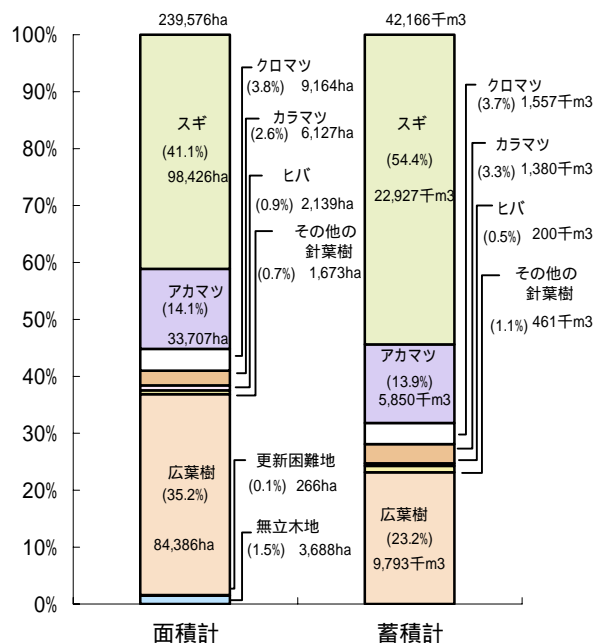 239,576ha
42,166千m3
100%
90%
80%
70%
60%
50%
40%
30%
20%
10%
0%
スギ
(41.1%)
98,426ha
アカマツ
(14.1%)
33,707ha
広葉樹
(35.2%)
84,386ha
クロマツ
(3.8%) 9,164ha
カラマツ
(2.6%) 6,127ha
ヒバ
(0.9%) 2,139ha
その他の
針葉樹
(0.7%) 1,673ha
更新困難地
(0.1%) 266ha
無立木地
(1.5%) 3,688ha
スギ
(54.4%)
22,927千m3
アカマツ
(13.9%)
5,850千m3
広葉樹
(23.2%)
9,793千m3
クロマツ
(3.7%) 1,557千m3
カラマツ
(3.3%) 1,380千m3
ヒバ
(0.5%) 200千m3
その他の
針葉樹
(1.1%) 461千m3
面積計
蓄積計